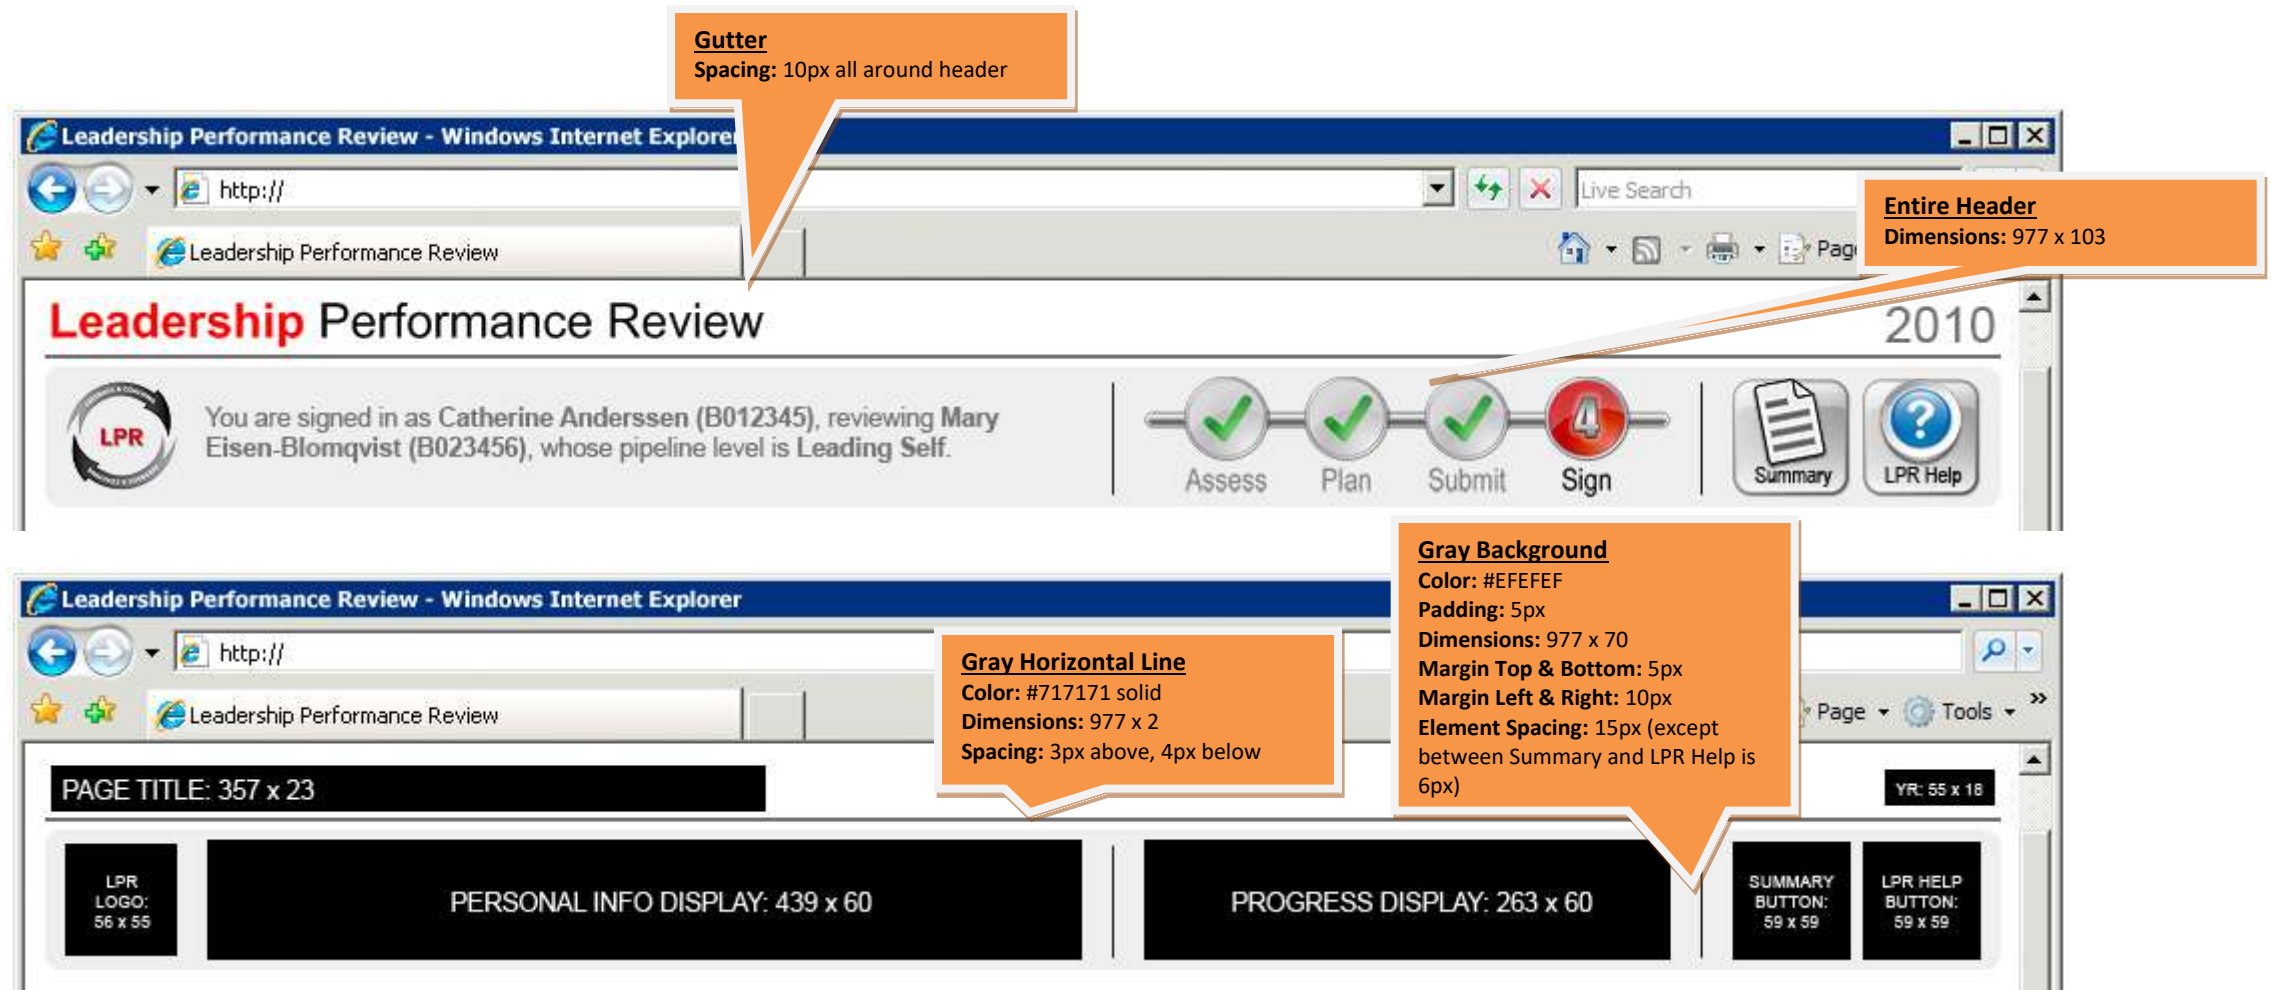 Gutter
Spacing: 10px all around header
Leadership Performance Review - Windows Internet Explorer
http://
Live Search
Leadership Performance Review
Page
Entire Header
Dimensions: 977 x 103
Leadership Performance Review
2010
LPR
You are signed in as Catherine Anderssen (B012345), reviewing Mary
Eisen-Blomqvist (B023456), whose pipeline level is Leading Self.
4
Assess
Plan
Submit
Sign
Summary
LPR Help
Gray Background
Color: #EFEFEF
Padding: 5px
Dimensions: 977 x 70
Margin Top & Bottom: 5px
Margin Left & Right: 10px
Element Spacing: 15px (except
between Summary and LPR Help is
6px)
Leadership Performance Review - Windows Internet Explorer
http://
Gray Horizontal Line
Color: #717171 solid
Dimensions: 977 x 2
Spacing: 3px above, 4px below
Leadership Performance Review
Page
Tools
»
PAGE TITLE: 357 x 23
YR: 55 x 18
LPR
LOGO:
56 x 55
PERSONAL INFO DISPLAY: 439 x 60
PROGRESS DISPLAY: 263 x 60
SUMMARY
BUTTON:
59 x 59
LPR HELP
BUTTON:
59 x 59